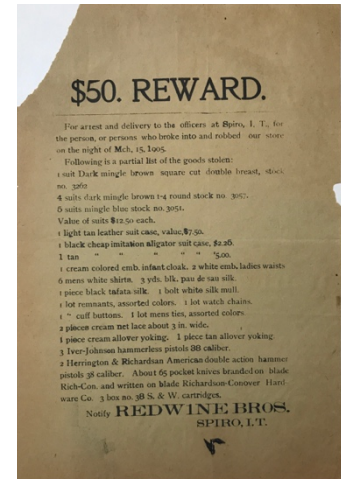 $50. REWARD.
For arrest and delivery to the officers at Spiro, I. T., for
the person, or persons who broke into and robbed our store
on the night of Mch, 15, 1905.
Following is a partial list of the goods stolen:
1 suit Dark mingle brown square cut double breast, stock
no. 3262
4 suits dark mingle brown 1-4 round stock no. 3057.
6 suits mingle blue stock no. 3051.
Value of suits $12.50 each.
1 light tan leather suit case, value, $7.50.
1 black cheap imitation aligator suit case, $2.26.
1 tan " " " " " "5.00.
1 cream colored emb. infant cloak. 2 white emb, ladies waists
6 mens white shirts. 3 yds. blk. pau de san silk.
1 piece black tafata silk. 1 bolt white silk mull.
1 lot remnants, assorted colors. 1 lot watch chains.
1 " cuff buttons. 1 lot mens ties, assorted colors
2 pieces cream net lace about 3 in. wide.
1 piece cream allover yoking. 1 piece tan allover yoking
3 Iver-Johnson hammerless pistols 38 caliber.
2 Herrington & Richardsan American double action hammer
pistols 38 caliber. About 65 pocket knives branded on blade
Rich-Con. and written on blade Richardson-Conover Hard
ware Co. 3 box no. 38 S. & W. cartridges.
Notify REDW1NE BROS.
SPIRO, I.T.